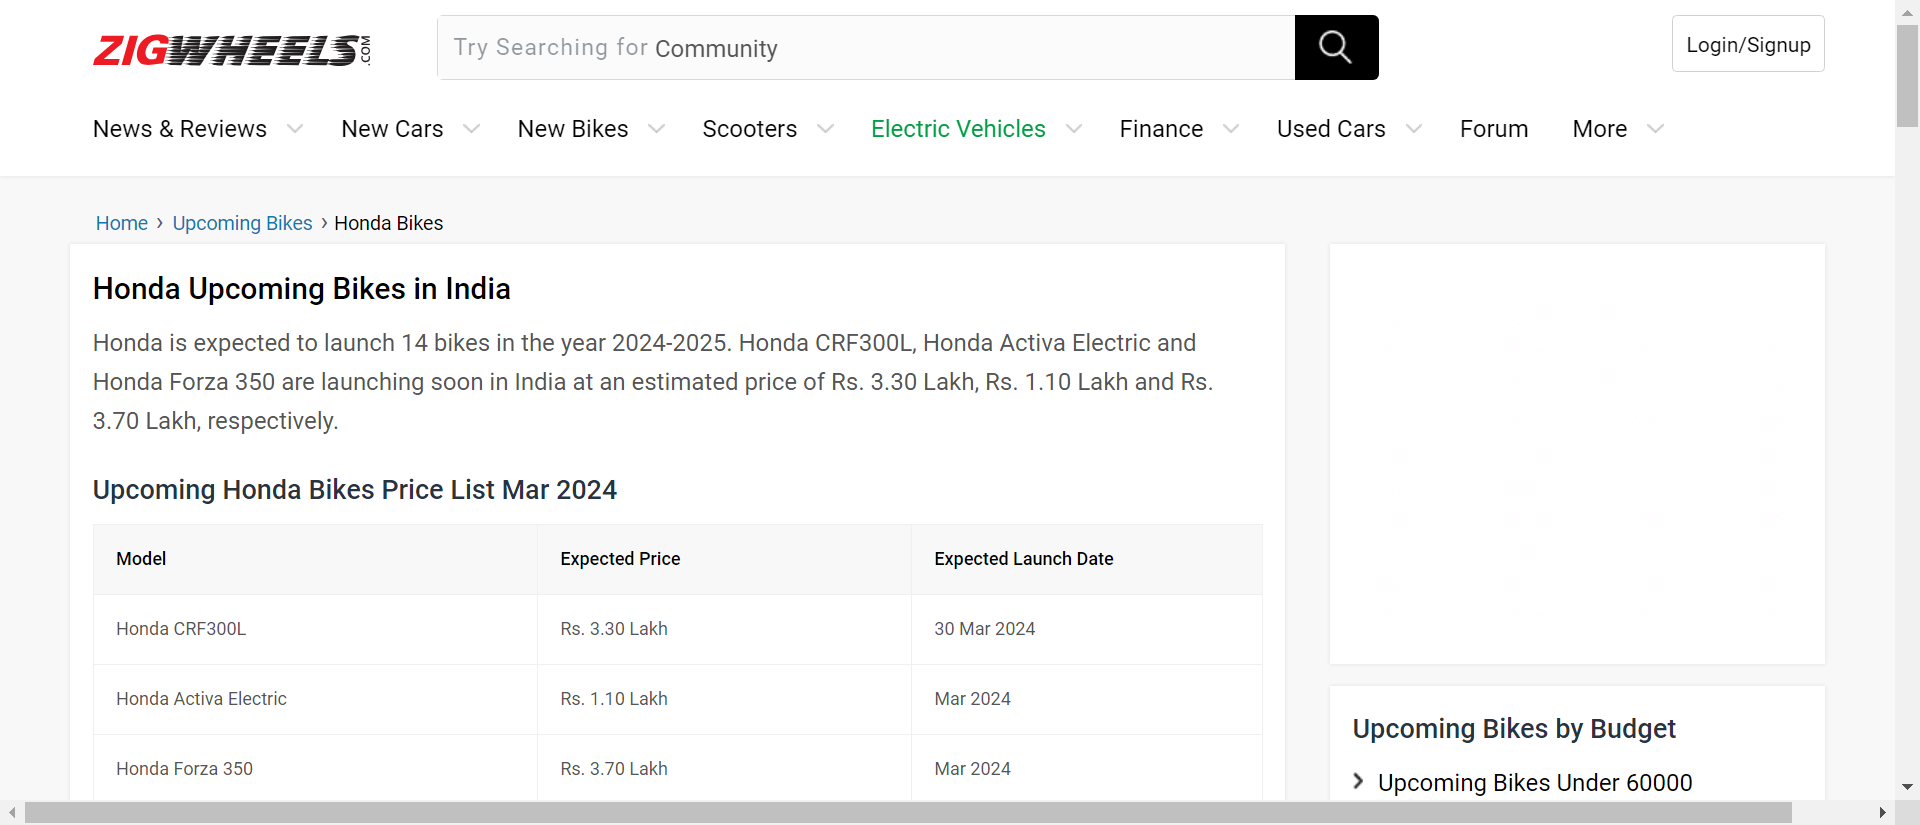 ZIGWHEELS.COM
Try Searching for Community
Login/Signup
News & Reviews New Cars New Bikes Scooters Electric Vehicles Finance Used Cars Forum More
Home › Upcoming Bikes › Honda Bikes
Honda Upcoming Bikes in India
Honda is expected to launch 14 bikes in the year 2024-2025. Honda CRF300L, Honda Activa Electric and
Honda Forza 350 are launching soon in India at an estimated price of Rs. 3.30 Lakh, Rs. 1.10 Lakh and Rs.
3.70 Lakh, respectively.
Upcoming Honda Bikes Price List Mar 2024
Model Expected Price Expected Launch Date
Honda CRF300L Rs. 3.30 Lakh 30 Mar 2024
Honda Activa Electric Rs. 1.10 Lakh Mar 2024
Honda Forza 350 Rs. 3.70 Lakh Mar 2024
Upcoming Bikes by Budget
Upcoming Bikes Under 60000